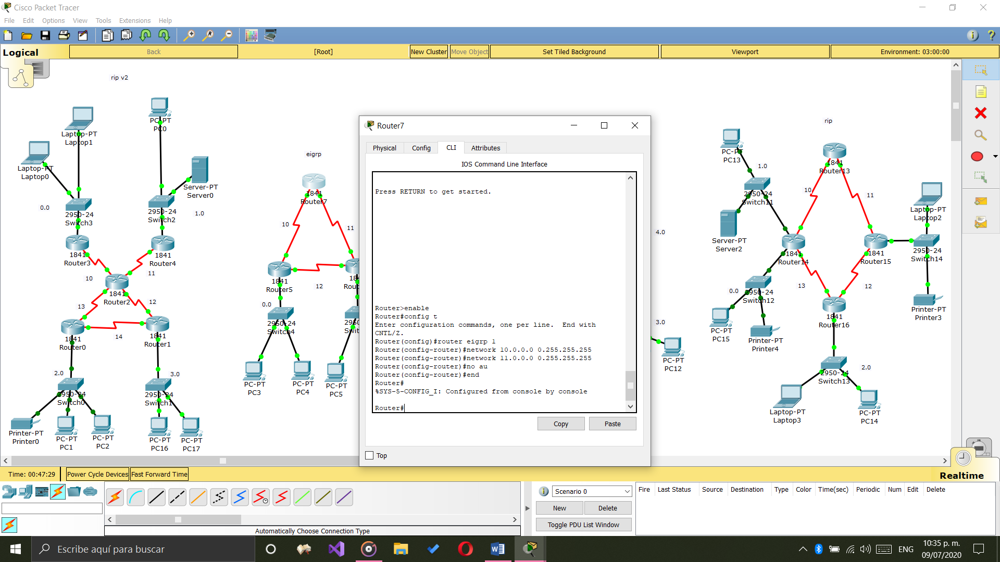 Cisco Packet Tracer
File Edit Options View Tools Extensions Help
Logical Back [Root] New Cluster Move Object Set Tiled Background Viewport Environment: 03:00:00
rip v2
Laptop-PT
Laptop1
PC-PT
PC0
Laptop-PT
Laptop0
Server-PT
Server0
0.0
2950-24
Switch3
2950-24
Switch2
1.0
1841
Router3
1841
Router4
10
11
1841
Router2
13
12
1841
Router0
14
1841
Router1
2.0
3.0
2950-24
Switch0
2950-24
Switch1
Printer-PT
Printer0
PC-PT
PC1
PC-PT
PC2
PC-PT
PC16
PC-PT
PC17
eigrp
1841
Router7
10
11
1841
Router5
12
0.0
2950-24
Switch4
PC-PT
PC3
PC-PT
PC4
PC-PT
PC5
Router7
Physical Config CLI Attributes
IOS Command Line Interface
Press RETURN to get started.
Router>enable
Router#config t
Enter configuration commands, one per line.  End with
CNTL/Z.
Router(config)#router eigrp 1
Router(config-router)#network 10.0.0.0 0.255.255.255
Router(config-router)#network 11.0.0.0 0.255.255.255
Router(config-router)#no au
Router(config-router)#end
Router#
%SYS-5-CONFIG_I: Configured from console by console
Router#
Copy Paste
Top
4.0
3.0
PC-PT
PC12
rip
PC-PT
PC13
1.0
1841
Router13
10
11
2950-24
Switch11
Laptop-PT
Laptop2
Server-PT
Server2
1841
Router14
1841
Router15
2950-24
Switch14
13
12
0.0
2950-24
Switch12
1841
Router16
Printer-PT
Printer3
PC-PT
PC15
Printer-PT
Printer4
2.0
2950-24
Switch13
Laptop-PT
Laptop3
PC-PT
PC14
Time: 00:47:29 Power Cycle Devices Fast Forward Time
Realtime
Scenario 0
New Delete
Toggle PDU List Window
Fire Last Status Source Destination Type Color Time(sec) Periodic Num Edit Delete
Automatically Choose Connection Type
Escribe aquí para buscar
ENG
10:35 p. m.
09/07/2020